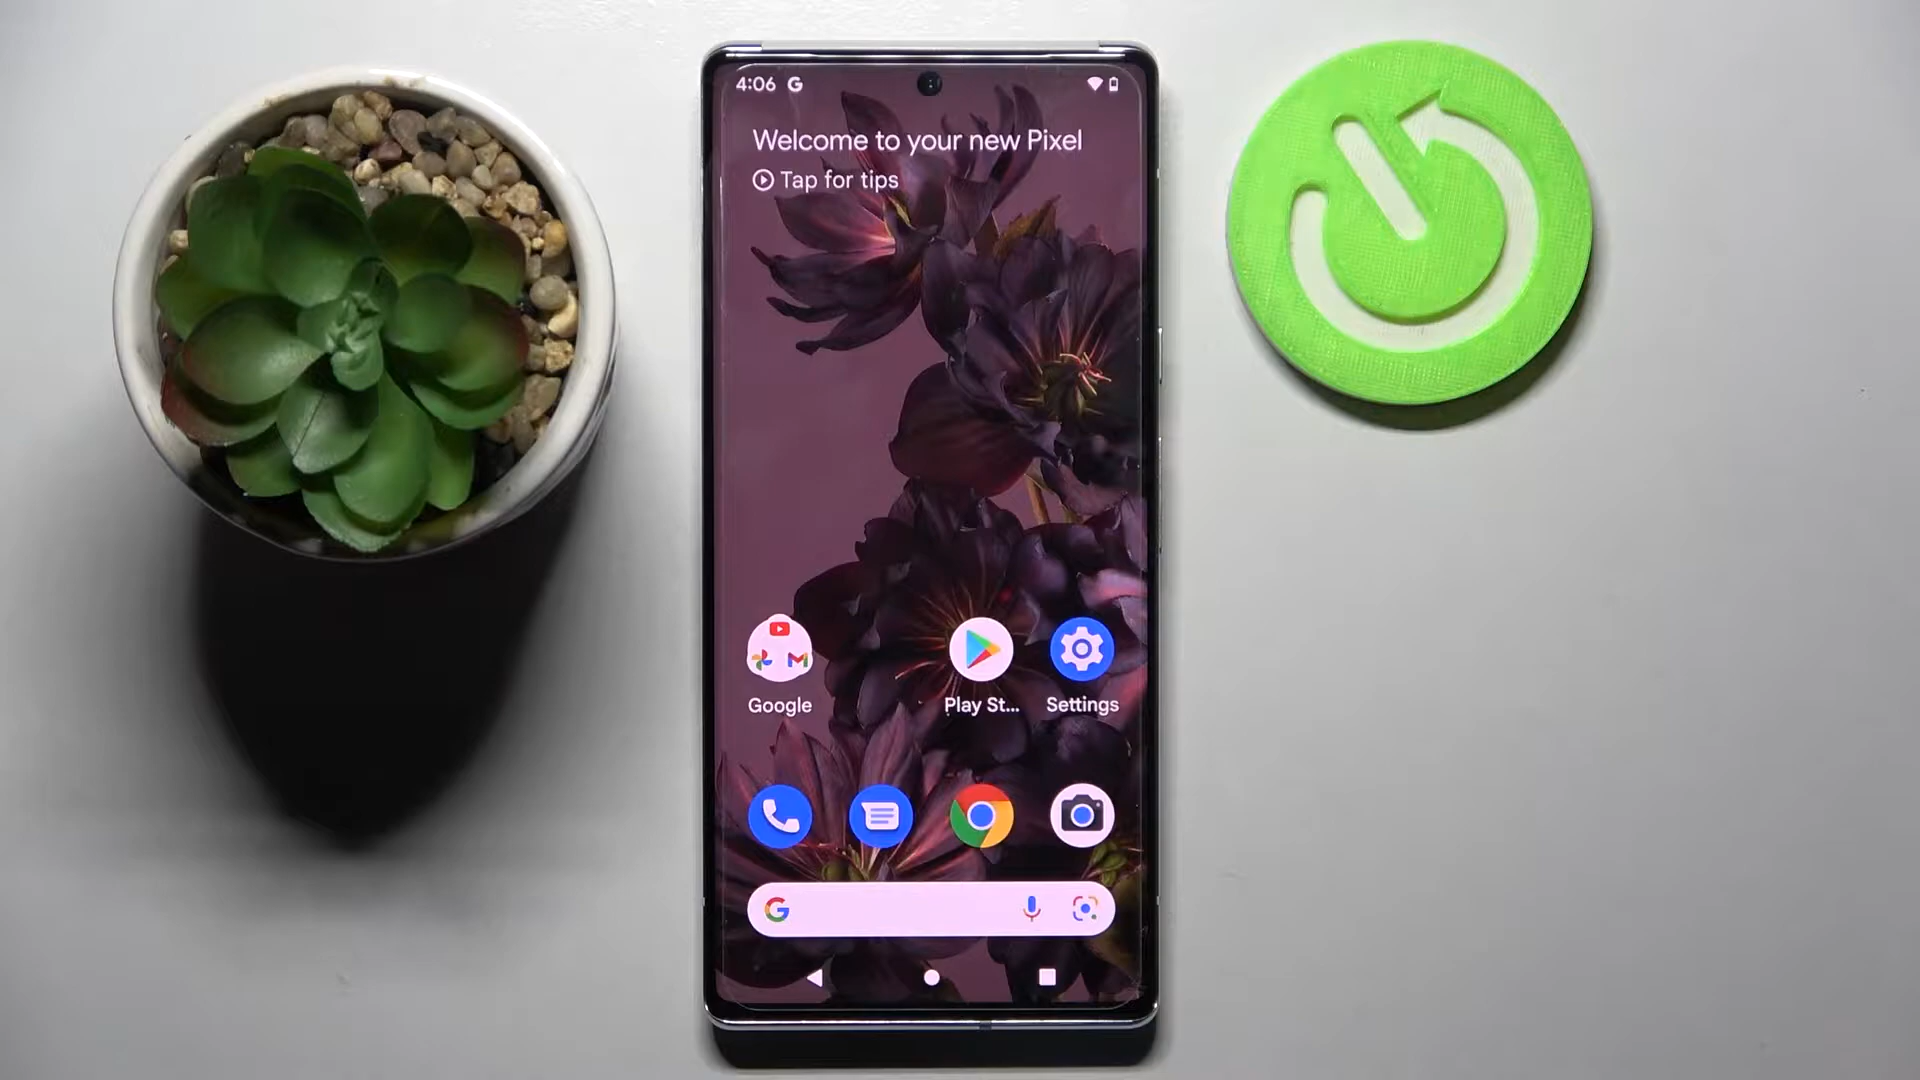 4:06 G
Welcome to your new Pixel
Tap for tips
Google
Play St...
Settings
G